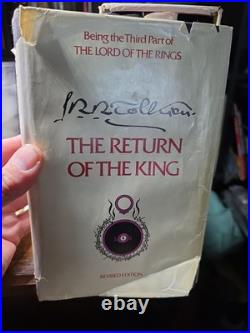 Being the Third Part of
THE LORD OF THE RINGS
J.R.R. Tolkien
THE RETURN
OF THE KING
REVISED EDITION